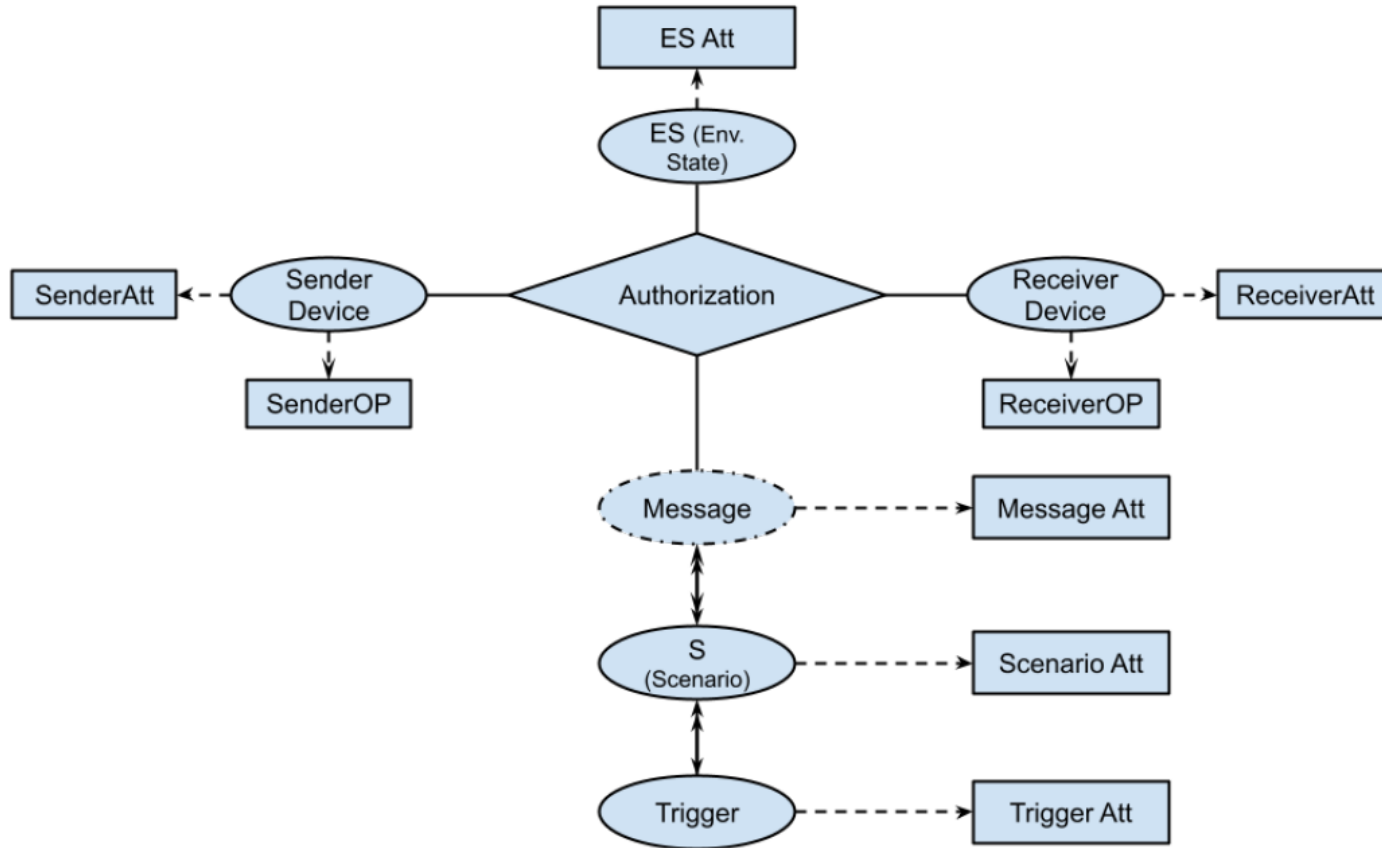 ES Att
ES (Env.
State)
SenderAtt
Sender
Device
Authorization
Receiver
Device
ReceiverAtt
SenderOP
ReceiverOP
Message
Message Att
S
(Scenario)
Scenario Att
Trigger
Trigger Att